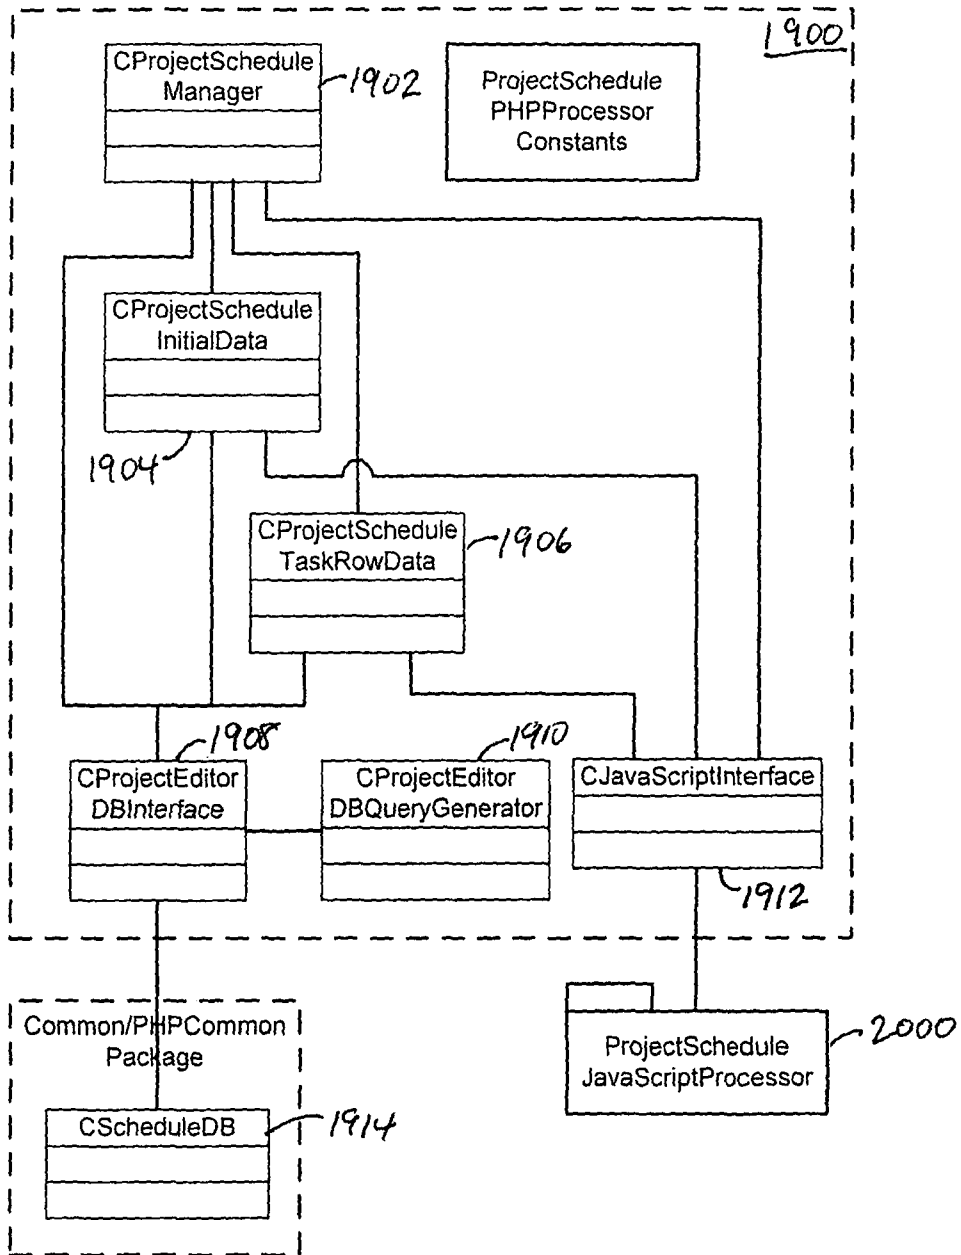 1900
CProjectSchedule
Manager
1902
ProjectSchedule
PHPProcessor
Constants
CProjectSchedule
InitialData
1904
CProjectSchedule
TaskRowData
1906
1908
1910
CProjectEditor
DBInterface
CProjectEditor
DBQueryGenerator
CJavaScriptInterface
1912
Common/PHPCommon
Package
ProjectSchedule
JavaScriptProcessor
2000
CScheduleDB
1914